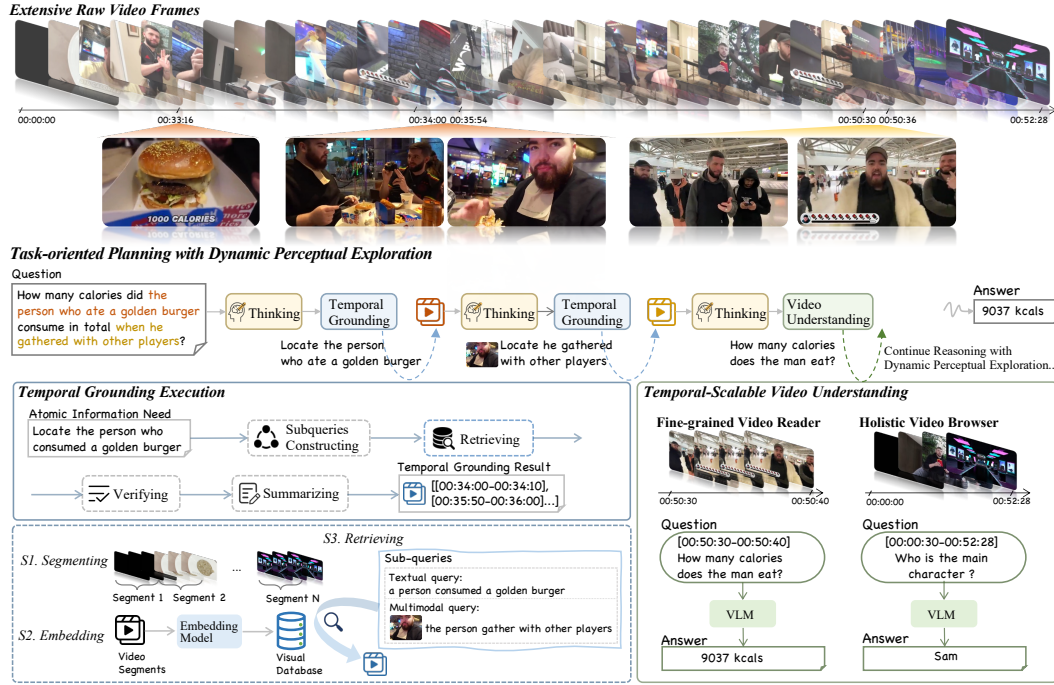 Extensive Raw Video Frames
00:00:00
00:33:16
00:34:00 00:35:54
00:50:30 00:50:36
00:52:28
1000 CALORIES
Task-oriented Planning with Dynamic Perceptual Exploration
Question
How many calories did the
person who ate a golden burger
consume in total when he
gathered with other players?
Thinking
Temporal
Grounding
Thinking
Temporal
Grounding
Thinking
Video
Understanding
Answer
9037 kcals
Locate the person
who ate a golden burger
Locate he gathered
with other players
How many calories
does the man eat?
Continue Reasoning with
Dynamic Perceptual Exploration...
Temporal Grounding Execution
Atomic Information Need
Locate the person who
consumed a golden burger
Subqueries
Constructing
Retrieving
Verifying
Summarizing
Temporal Grounding Result
[[00:34:00-00:34:10],
[00:35:50-00:36:00]...]
S1. Segmenting
Segment 1
Segment 2
...
Segment N
S2. Embedding
Video
Segments
Embedding
Model
Visual
Database
S3. Retrieving
Sub-queries
Textual query:
a person consumed a golden burger
Multimodal query:
the person gather with other players
Temporal-Scalable Video Understanding
Fine-grained Video Reader
00:50:30
00:50:40
Question
[00:50:30-00:50:40]
How many calories
does the man eat?
VLM
Answer
9037 kcals
Holistic Video Browser
00:00:00
00:52:28
Question
[00:00:30-00:52:28]
Who is the main
character ?
VLM
Answer
Sam